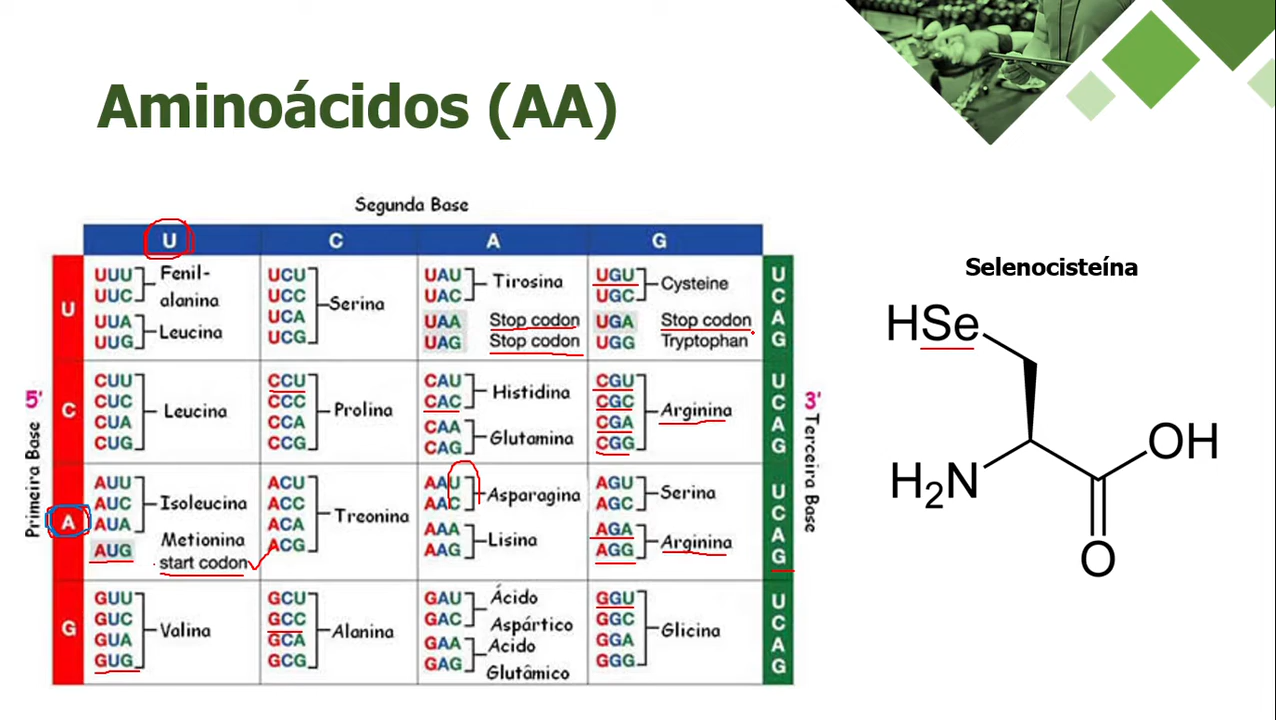 Aminoácidos (AA)
Segunda Base
U C A G
5'
Primeira Base
U
UUU
UUC
Fenil-
alanina
UUA
UUG
Leucina
UCU
UCC
UCA
UCG
Serina
UAU
UAC
Tirosina
UAA Stop codon
UAG Stop codon
UGU
UGC
Cysteine
UGA Stop codon
UGG Tryptophan
U
C
A
G
C
CUU
CUC
CUA
CUG
Leucina
CCU
CCC
CCA
CCG
Prolina
CAU
CAC
Histidina
CAA
CAG
Glutamina
CGU
CGC
CGA
CGG
Arginina
U
C
A
G
A
AUU
AUC
AUA
Isoleucina
AUG
Metionina
start codon
ACU
ACC
ACA
ACG
Treonina
AAU
AAC
Asparagina
AAA
AAG
Lisina
AGU
AGC
Serina
AGA
AGG
Arginina
U
C
A
G
G
GUU
GUC
GUA
GUG
Valina
GCU
GCC
GCA
GCG
Alanina
GAU
GAC
Ácido
Aspártico
GAA
GAG
Acido
Glutâmico
GGU
GGC
GGA
GGG
Glicina
U
C
A
G
3'
Terceira Base
Selenocisteína
HSe
OH
H2N
O